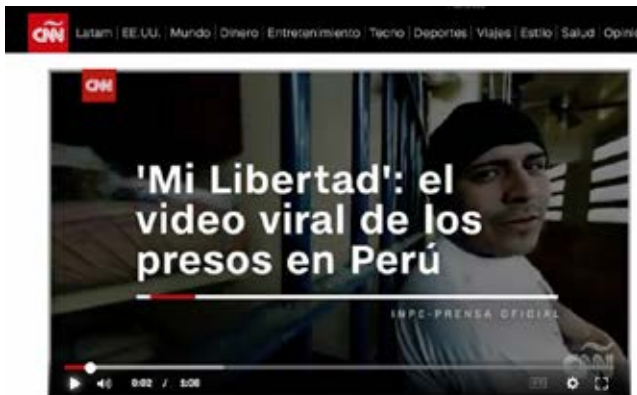 CNN Latam | EE.UU. | Mundo | Dinero | Entretenimiento | Tecno | Deportes | Viajes | Estilo | Salud | Opini
CNN
'Mi Libertad': el
video viral de los
presos en Perú
INPE-PRENSA OFICIAL
CNN
0:02 / 5:08